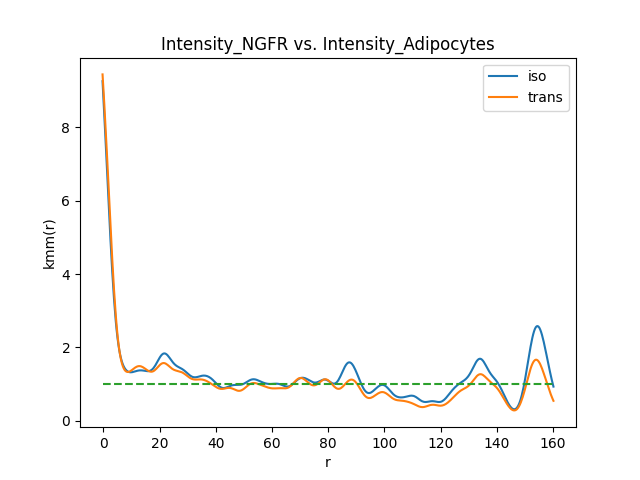 Intensity_NGFR vs. Intensity_Adipocytes
iso
trans
kmm(r)
8
6
4
2
0
0 20 40 60 80 100 120 140 160
r